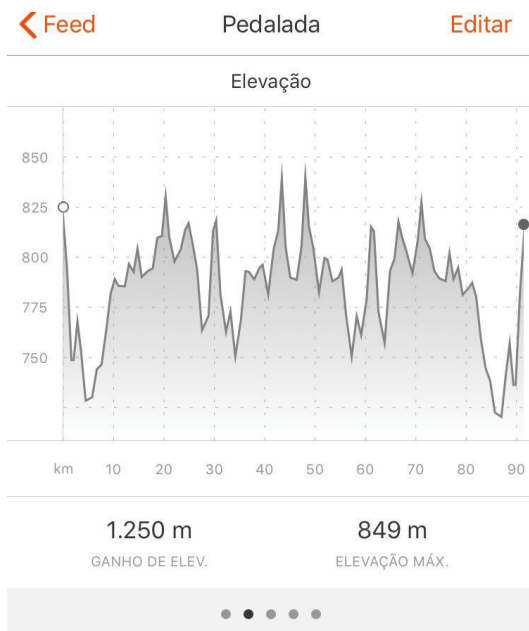 Feed Pedalada Editar
Elevação
850
825
800
775
750
km 10 20 30 40 50 60 70 80 90
1.250 m 849 m
GANHO DE ELEV. ELEVAÇÃO MÁX.